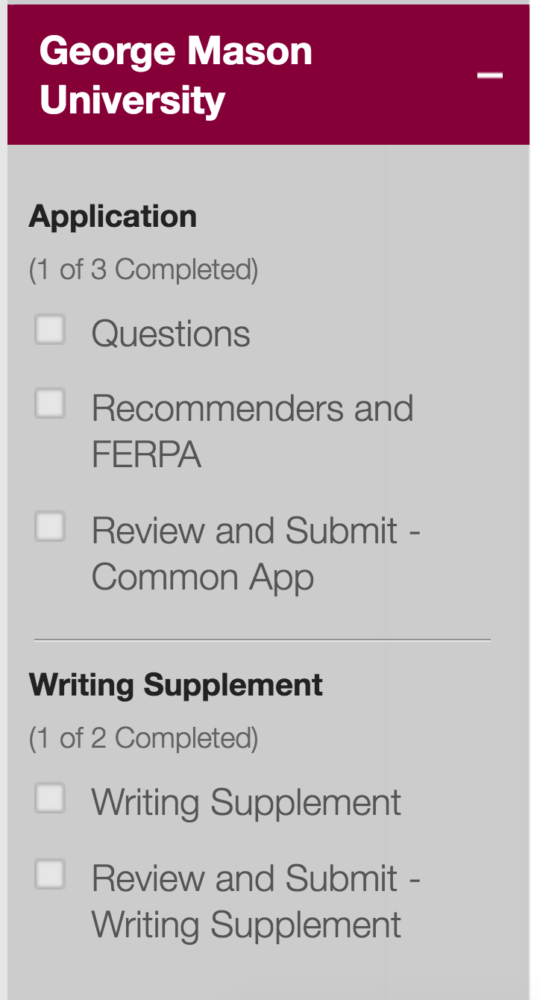 George Mason
University
Application
(1 of 3 Completed)
Questions
Recommenders and
FERPA
Review and Submit -
Common App
Writing Supplement
(1 of 2 Completed)
Writing Supplement
Review and Submit -
Writing Supplement